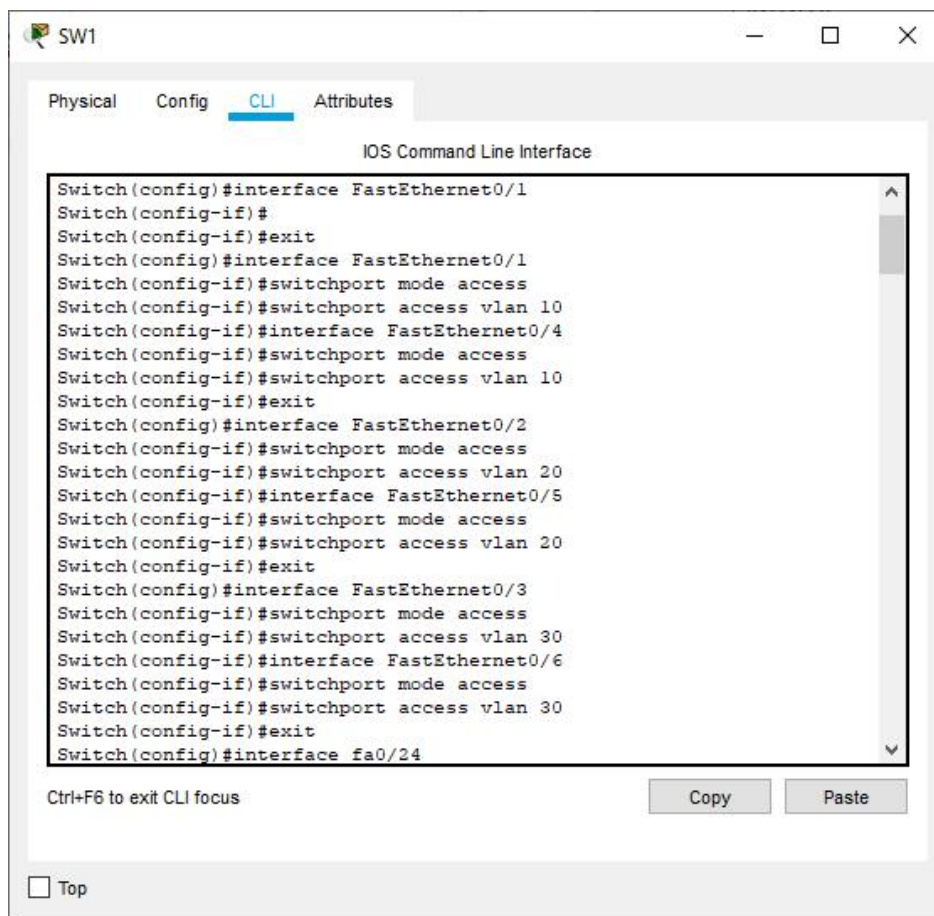 SW1
Physical Config CLI Attributes
IOS Command Line Interface
Switch(config)#interface FastEthernet0/1
Switch(config-if)#
Switch(config-if)#exit
Switch(config)#interface FastEthernet0/1
Switch(config-if)#switchport mode access
Switch(config-if)#switchport access vlan 10
Switch(config-if)#interface FastEthernet0/4
Switch(config-if)#switchport mode access
Switch(config-if)#switchport access vlan 10
Switch(config-if)#exit
Switch(config)#interface FastEthernet0/2
Switch(config-if)#switchport mode access
Switch(config-if)#switchport access vlan 20
Switch(config-if)#interface FastEthernet0/5
Switch(config-if)#switchport mode access
Switch(config-if)#switchport access vlan 20
Switch(config-if)#exit
Switch(config)#interface FastEthernet0/3
Switch(config-if)#switchport mode access
Switch(config-if)#switchport access vlan 30
Switch(config-if)#interface FastEthernet0/6
Switch(config-if)#switchport mode access
Switch(config-if)#switchport access vlan 30
Switch(config-if)#exit
Switch(config)#interface fa0/24
Ctrl+F6 to exit CLI focus Copy Paste
Top